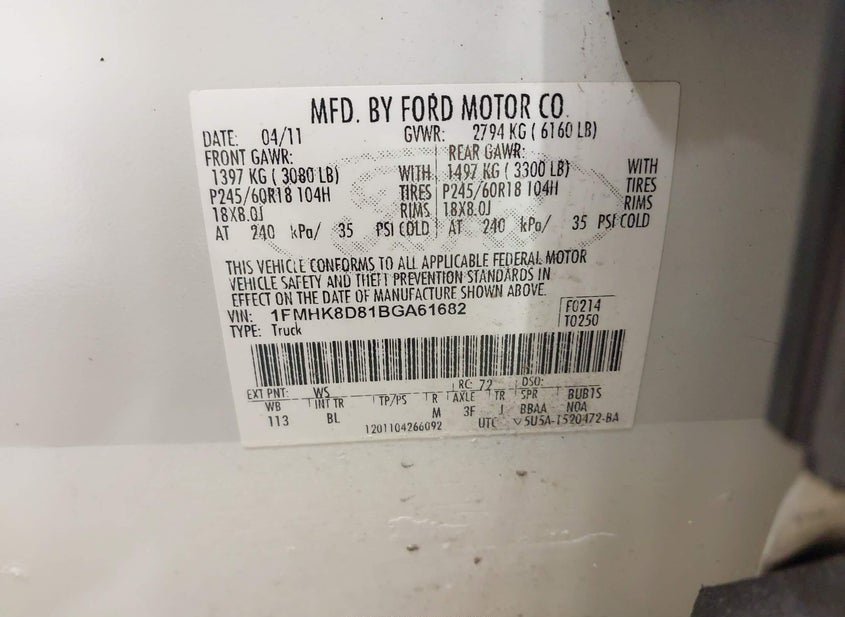 MFD. BY FORD MOTOR CO.
DATE: 04/11 GVWR: 2794 KG ( 6160 LB)
FRONT GAWR: REAR GAWR:
1397 KG ( 3080 LB) WITH 1497 KG ( 3300 LB) WITH
P245/60R18 104H TIRES P245/60R18 104H TIRES
18X8.0J RIMS 18X8.0J RIMS
AT 240 kPa/ 35 PSI COLD AT 240 kPa/ 35 PSI COLD
THIS VEHICLE CONFORMS TO ALL APPLICABLE FEDERAL MOTOR
VEHICLE SAFETY AND THEFT PREVENTION STANDARDS IN
EFFECT ON THE DATE OF MANUFACTURE SHOWN ABOVE.
VIN: 1FMHK8D81BGA61682 F0214
TYPE: Truck T0250
EXT PNT: WS RC: 72 DSO:
WB INT TR TP/PS R AXLE TR SPR BUBTS
113 BL M 3F J BBAA NOA
1201104266092 UTC V5U5A-1520472-BA